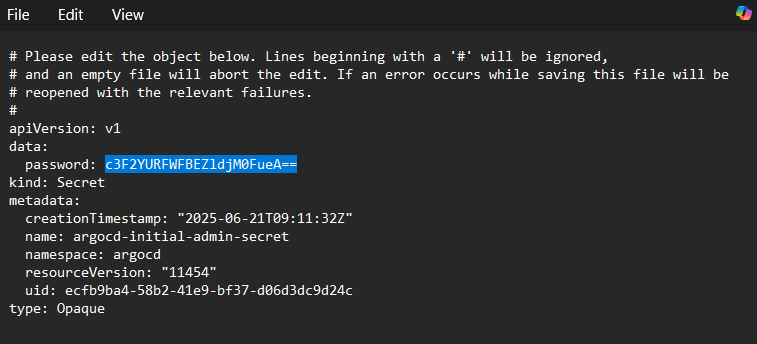 File Edit View
# Please edit the object below. Lines beginning with a '#' will be ignored,
# and an empty file will abort the edit. If an error occurs while saving this file will be
# reopened with the relevant failures.
#
apiVersion: v1
data:
  password: c3F2YURFWFBEZldjM0FueA==
kind: Secret
metadata:
  creationTimestamp: "2025-06-21T09:11:32Z"
  name: argocd-initial-admin-secret
  namespace: argocd
  resourceVersion: "11454"
  uid: ecfb9ba4-58b2-41e9-bf37-d06d3dc9d24c
type: Opaque